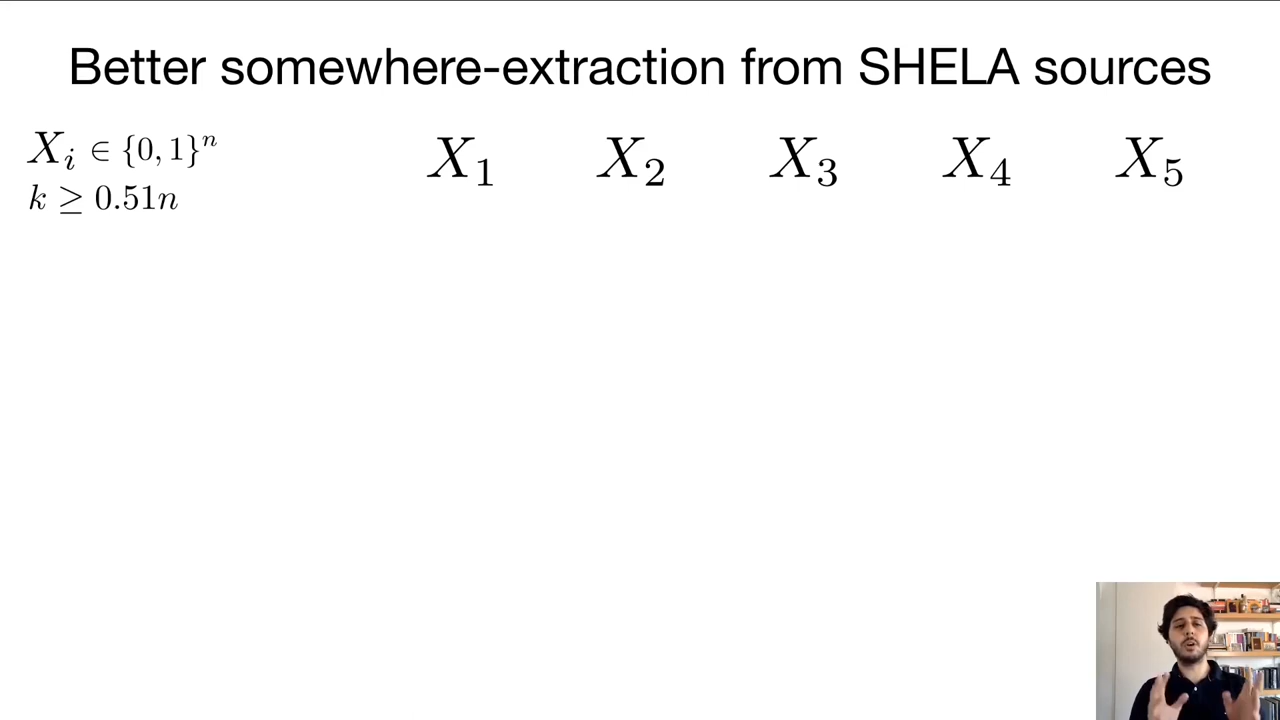 Better somewhere-extraction from SHELA sources
X_i ∈ {0, 1}^n
k ≥ 0.51n
X_1 X_2 X_3 X_4 X_5